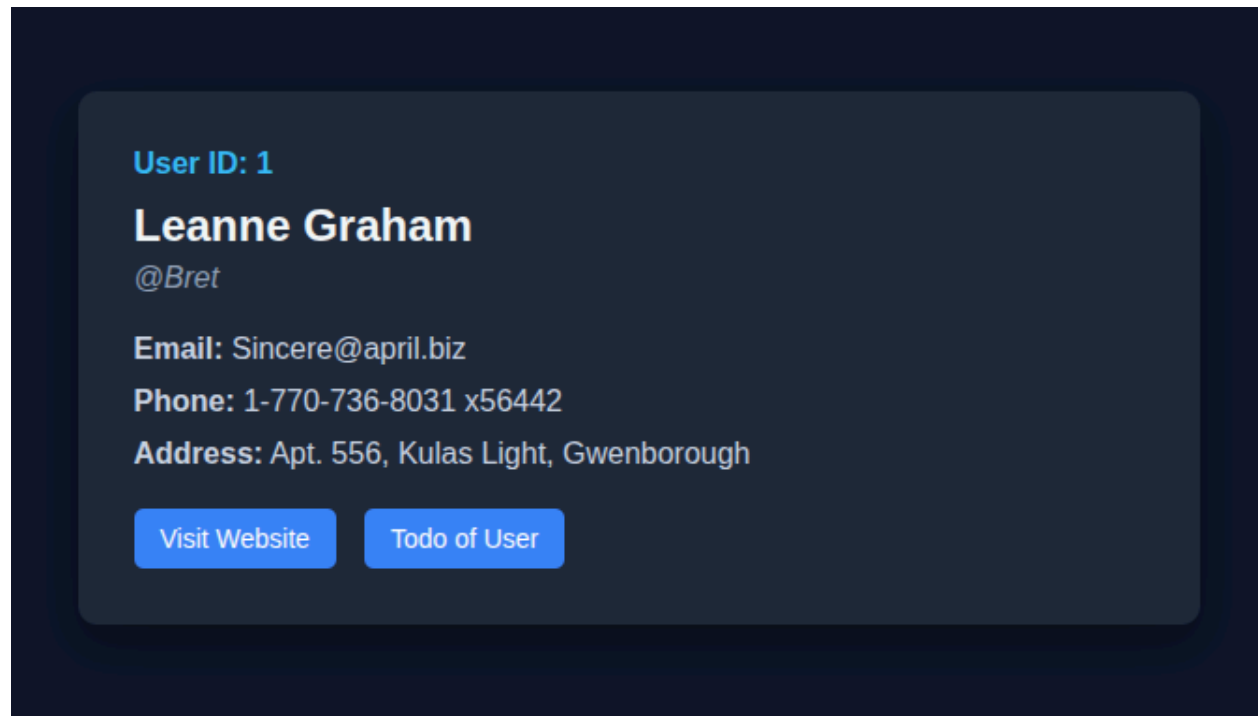 User ID: 1
Leanne Graham
@Bret
Email: Sincere@april.biz
Phone: 1-770-736-8031 x56442
Address: Apt. 556, Kulas Light, Gwenborough
Visit Website
Todo of User